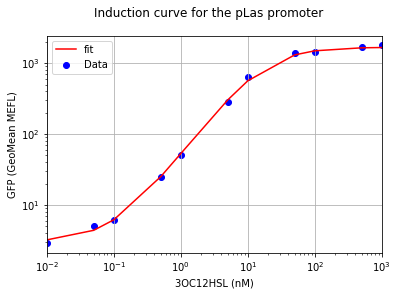 Induction curve for the pLas promoter
fit
Data
GFP (GeoMean MEFL)
10³
10²
10¹
10⁻² 10⁻¹ 10⁰ 10¹ 10² 10³
3OC12HSL (nM)